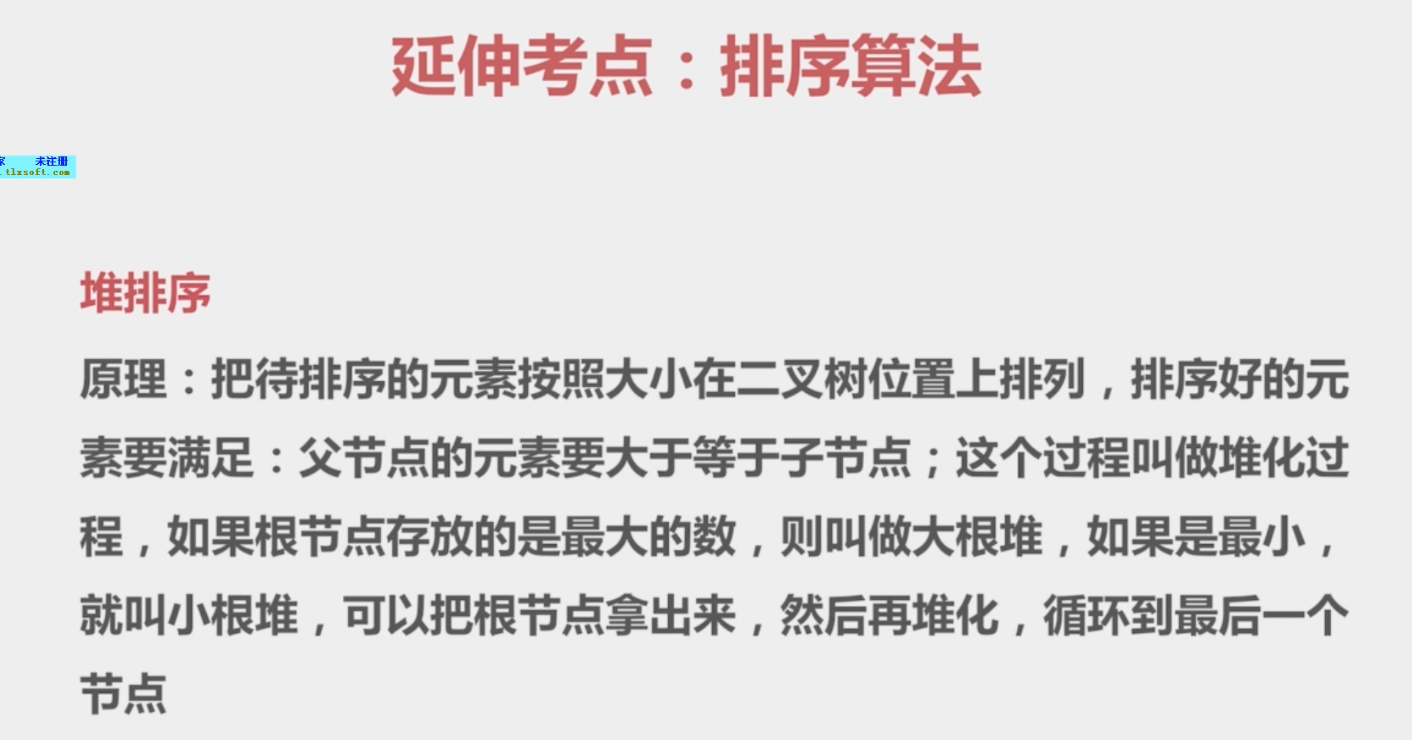 延伸考点：排序算法
家 未注册
.tlxsoft.com
堆排序
原理：把待排序的元素按照大小在二叉树位置上排列，排序好的元
素要满足：父节点的元素要大于等于子节点；这个过程叫做堆化过
程，如果根节点存放的是最大的数，则叫做大根堆，如果是最小，
就叫小根堆，可以把根节点拿出来，然后再堆化，循环到最后一个
节点